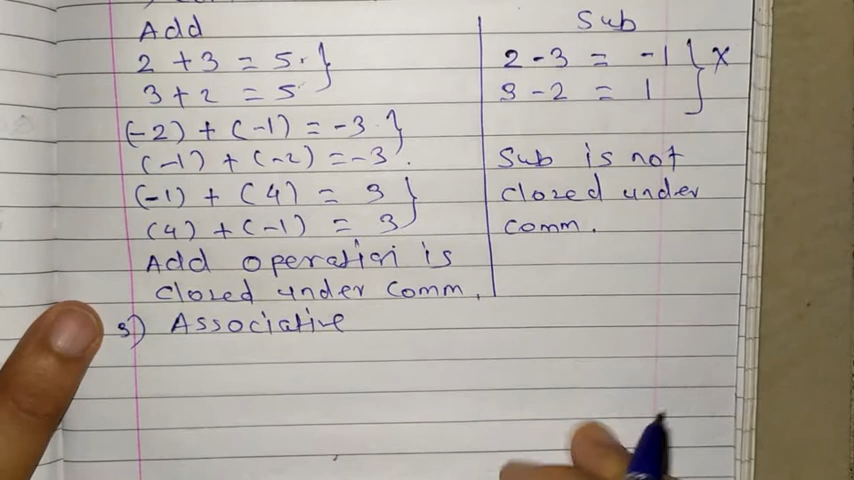 Add
2 + 3 = 5
3 + 2 = 5
(-2) + (-1) = -3
(-1) + (-2) = -3.
(-1) + (4) = 3
(4) + (-1) = 3
Add operation is
closed under comm.
Sub
2 - 3 = -1 } X
3 - 2 = 1
Sub is not
closed under
comm.
3) Associative